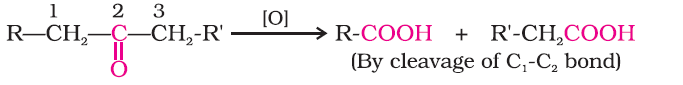 1 2 3
R—CH₂—C—CH₂-R' [O] R-COOH + R'-CH₂COOH
O
(By cleavage of C₁-C₂ bond)